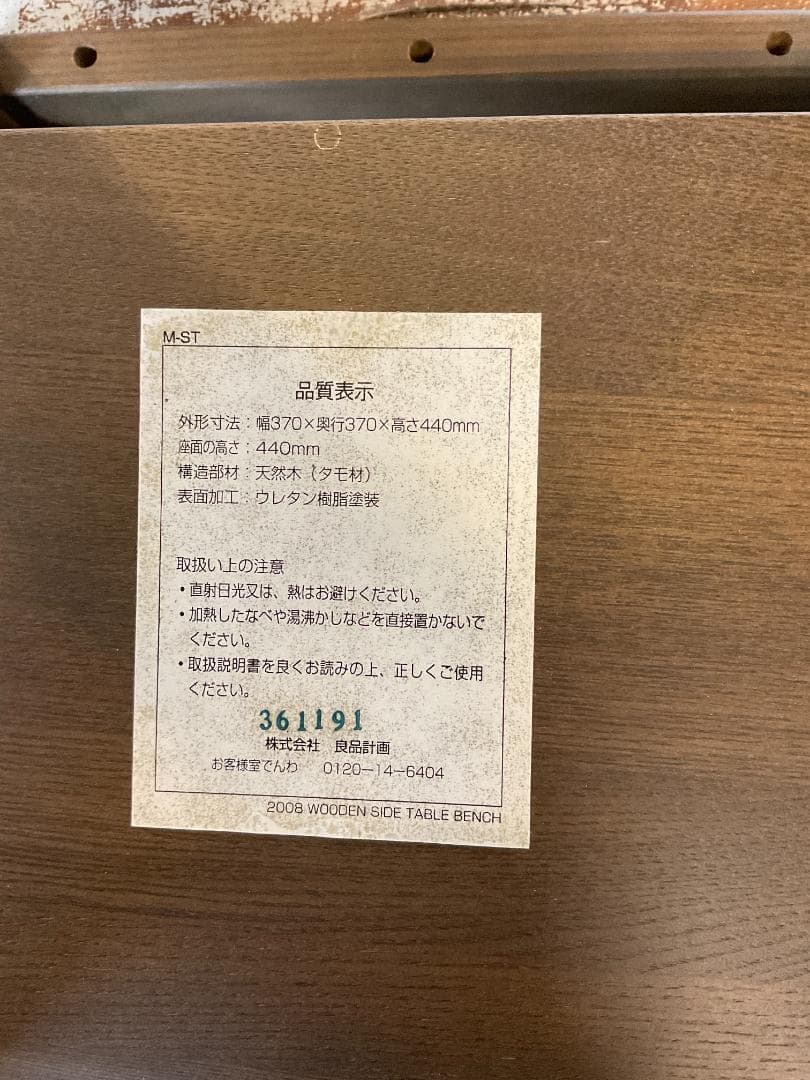 M-ST
品質表示
外形寸法：幅370×奥行370×高さ440mm
座面の高さ：440mm
構造部材：天然木（タモ材）
表面加工：ウレタン樹脂塗装
取扱い上の注意
・直射日光又は、熱はお避けください。
・加熱したなべや湯沸かしなどを直接置かないで
ください。
・取扱説明書を良くお読みの上、正しくご使用
ください。
361191
株式会社　良品計画
お客様室でんわ　0120－14－6404
2008 WOODEN SIDE TABLE BENCH